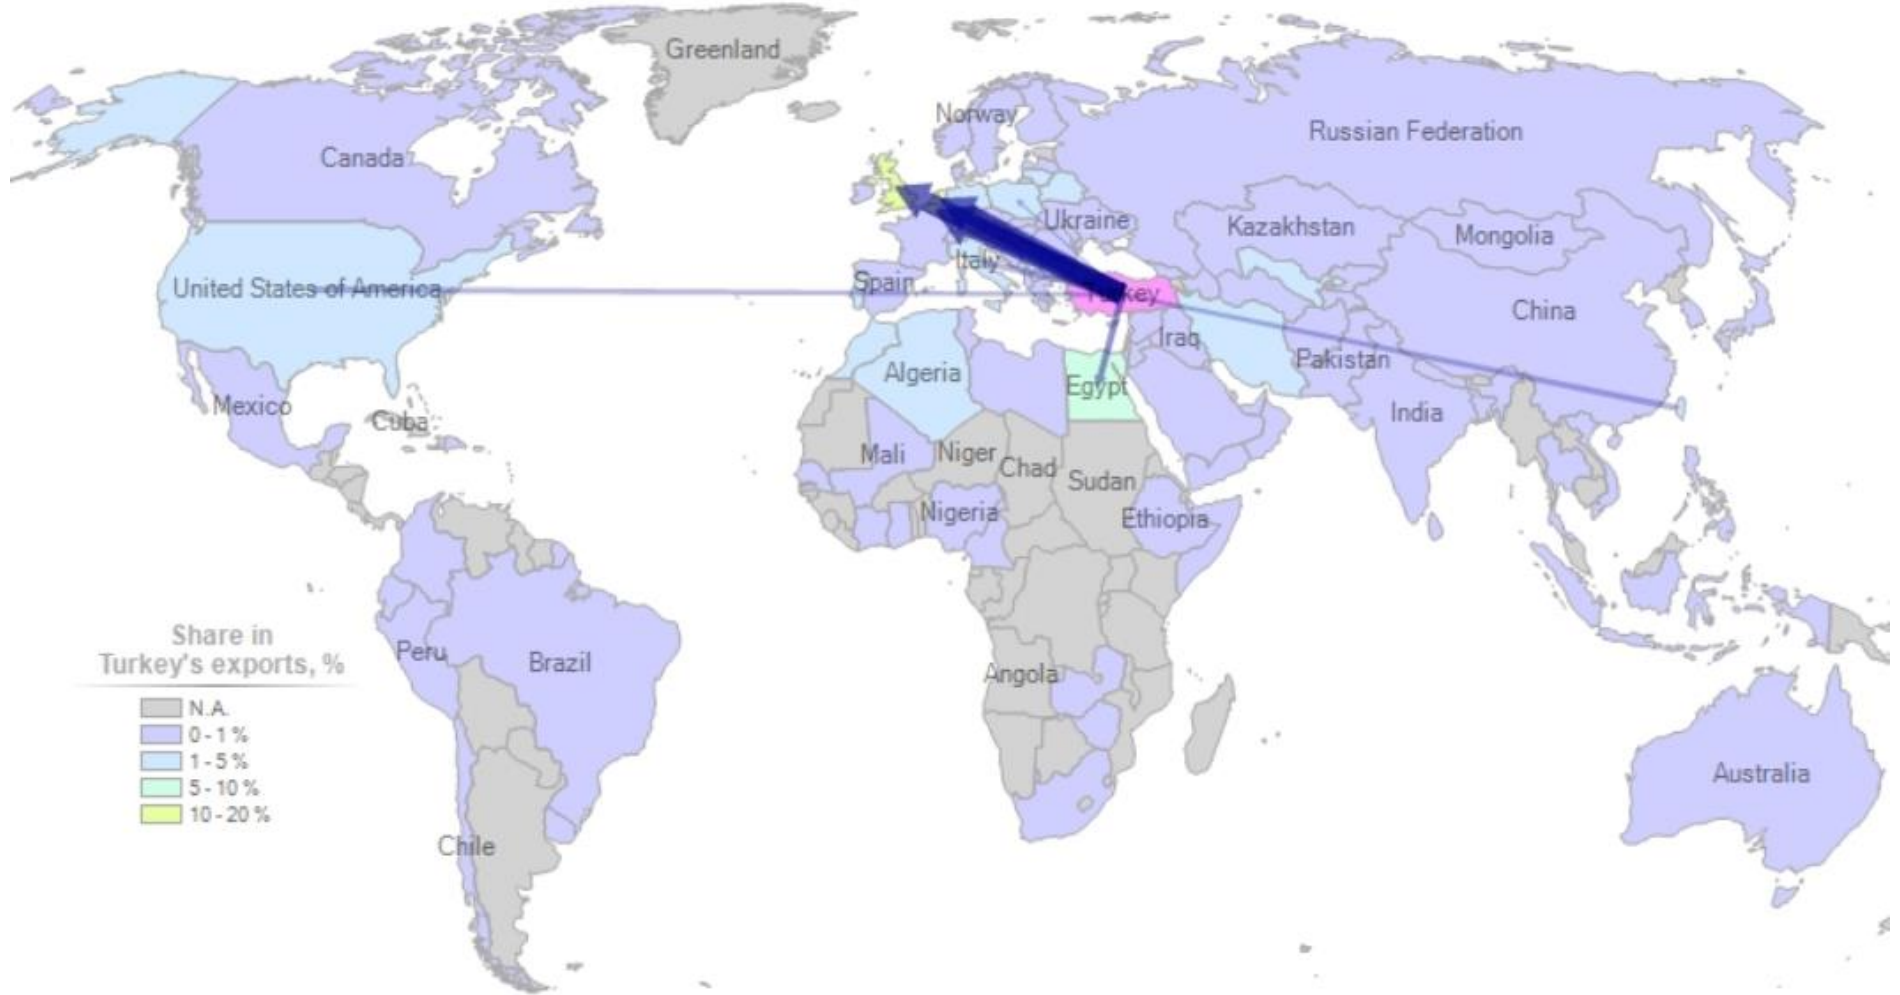 Greenland
Norway
Russian Federation
Canada
Ukraine
Kazakhstan
Mongolia
Italy
Spain
United States of America
Turkey
China
Iraq
Pakistan
Algeria
Egypt
Mexico
India
Cuba
Mali
Niger
Chad
Sudan
Nigeria
Ethiopia
Share in
Turkey's exports, %
N.A.
0 - 1 %
1 - 5 %
5 - 10 %
10 - 20 %
Peru
Brazil
Angola
Australia
Chile